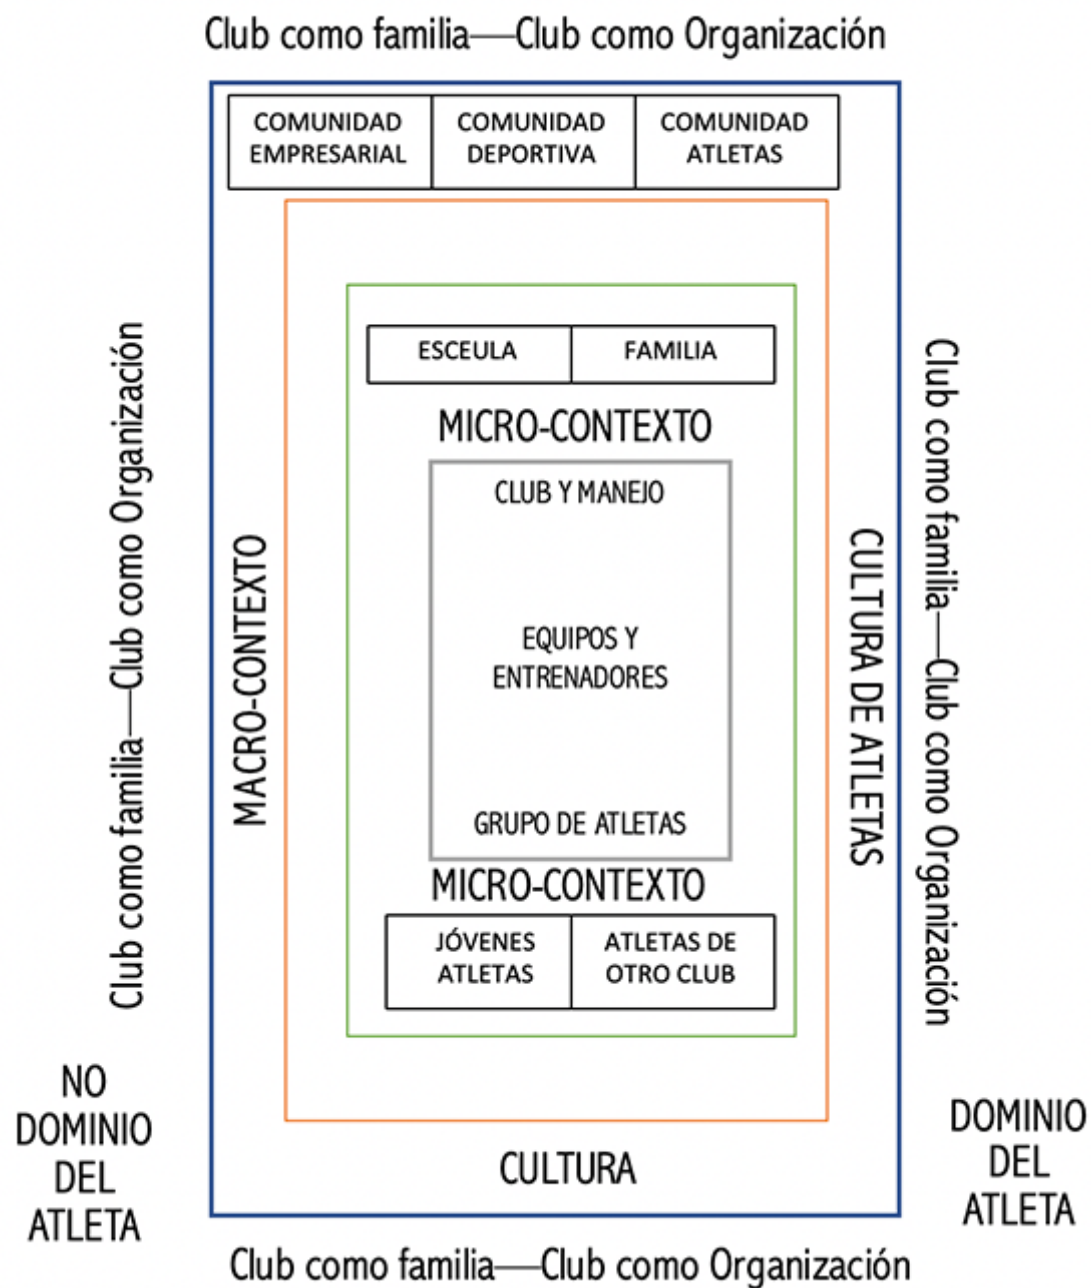 Club como familia—Club como Organización
COMUNIDAD
EMPRESARIAL
COMUNIDAD
DEPORTIVA
COMUNIDAD
ATLETAS
ESCEULA
FAMILIA
MICRO-CONTEXTO
CLUB Y MANEJO
EQUIPOS Y
ENTRENADORES
GRUPO DE ATLETAS
MICRO-CONTEXTO
JÓVENES
ATLETAS
ATLETAS DE
OTRO CLUB
Club como familia—Club como Organización
MACRO-CONTEXTO
CULTURA DE ATLETAS
Club como familia—Club como Organización
NO
DOMINIO
DEL
ATLETA
CULTURA
DOMINIO
DEL
ATLETA
Club como familia—Club como Organización